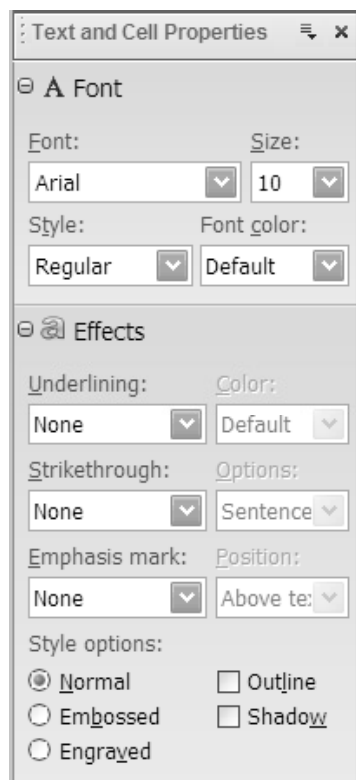 Text and Cell Properties
A Font
Font: Size:
Arial 10
Style: Font color:
Regular Default
a Effects
Underlining: Color:
None Default
Strikethrough: Options:
None Sentence
Emphasis mark: Position:
None Above te
Style options:
Normal Outline
Embossed Shadow
Engraved